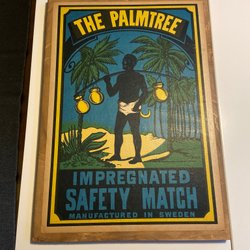 THE PALMTREE
IMPREGNATED
SAFETY MATCH
MANUFACTURED IN SWEDEN